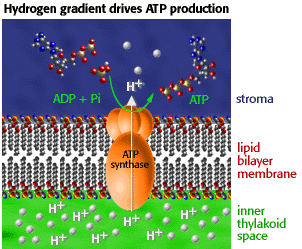 Hydrogen gradient drives ATP production
H+
ADP + Pi
ATP
stroma
lipid
bilayer
membrane
ATP
synthase
inner
thylakoid
space
H+ H+ H+ H+
H+ H+ H+